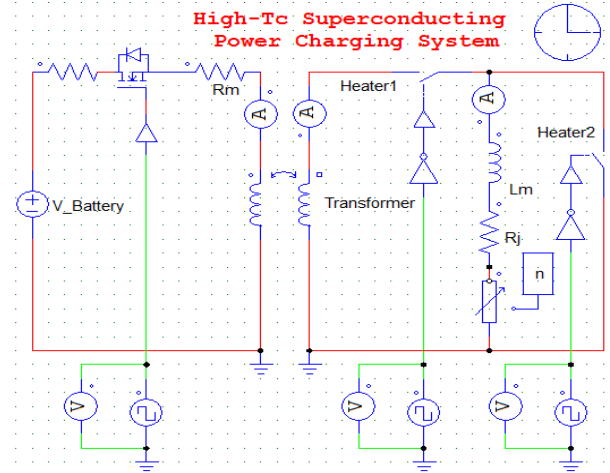 High-Tc Superconducting
Power Charging System
Rm
A
A
Heater1
A
Heater2
V_Battery
Transformer
Lm
Rj
n
V
V
V